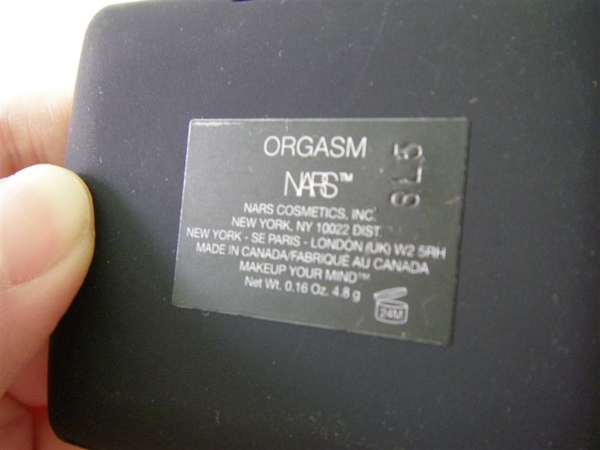 ORGASM
NARS™
8L5
NARS COSMETICS, INC.
NEW YORK, NY 10022 DIST.
NEW YORK - SE PARIS - LONDON (UK) W2 5RH
MADE IN CANADA/FABRIQUE AU CANADA
MAKEUP YOUR MIND™
Net Wt. 0.16 Oz. 4.8 g
24M